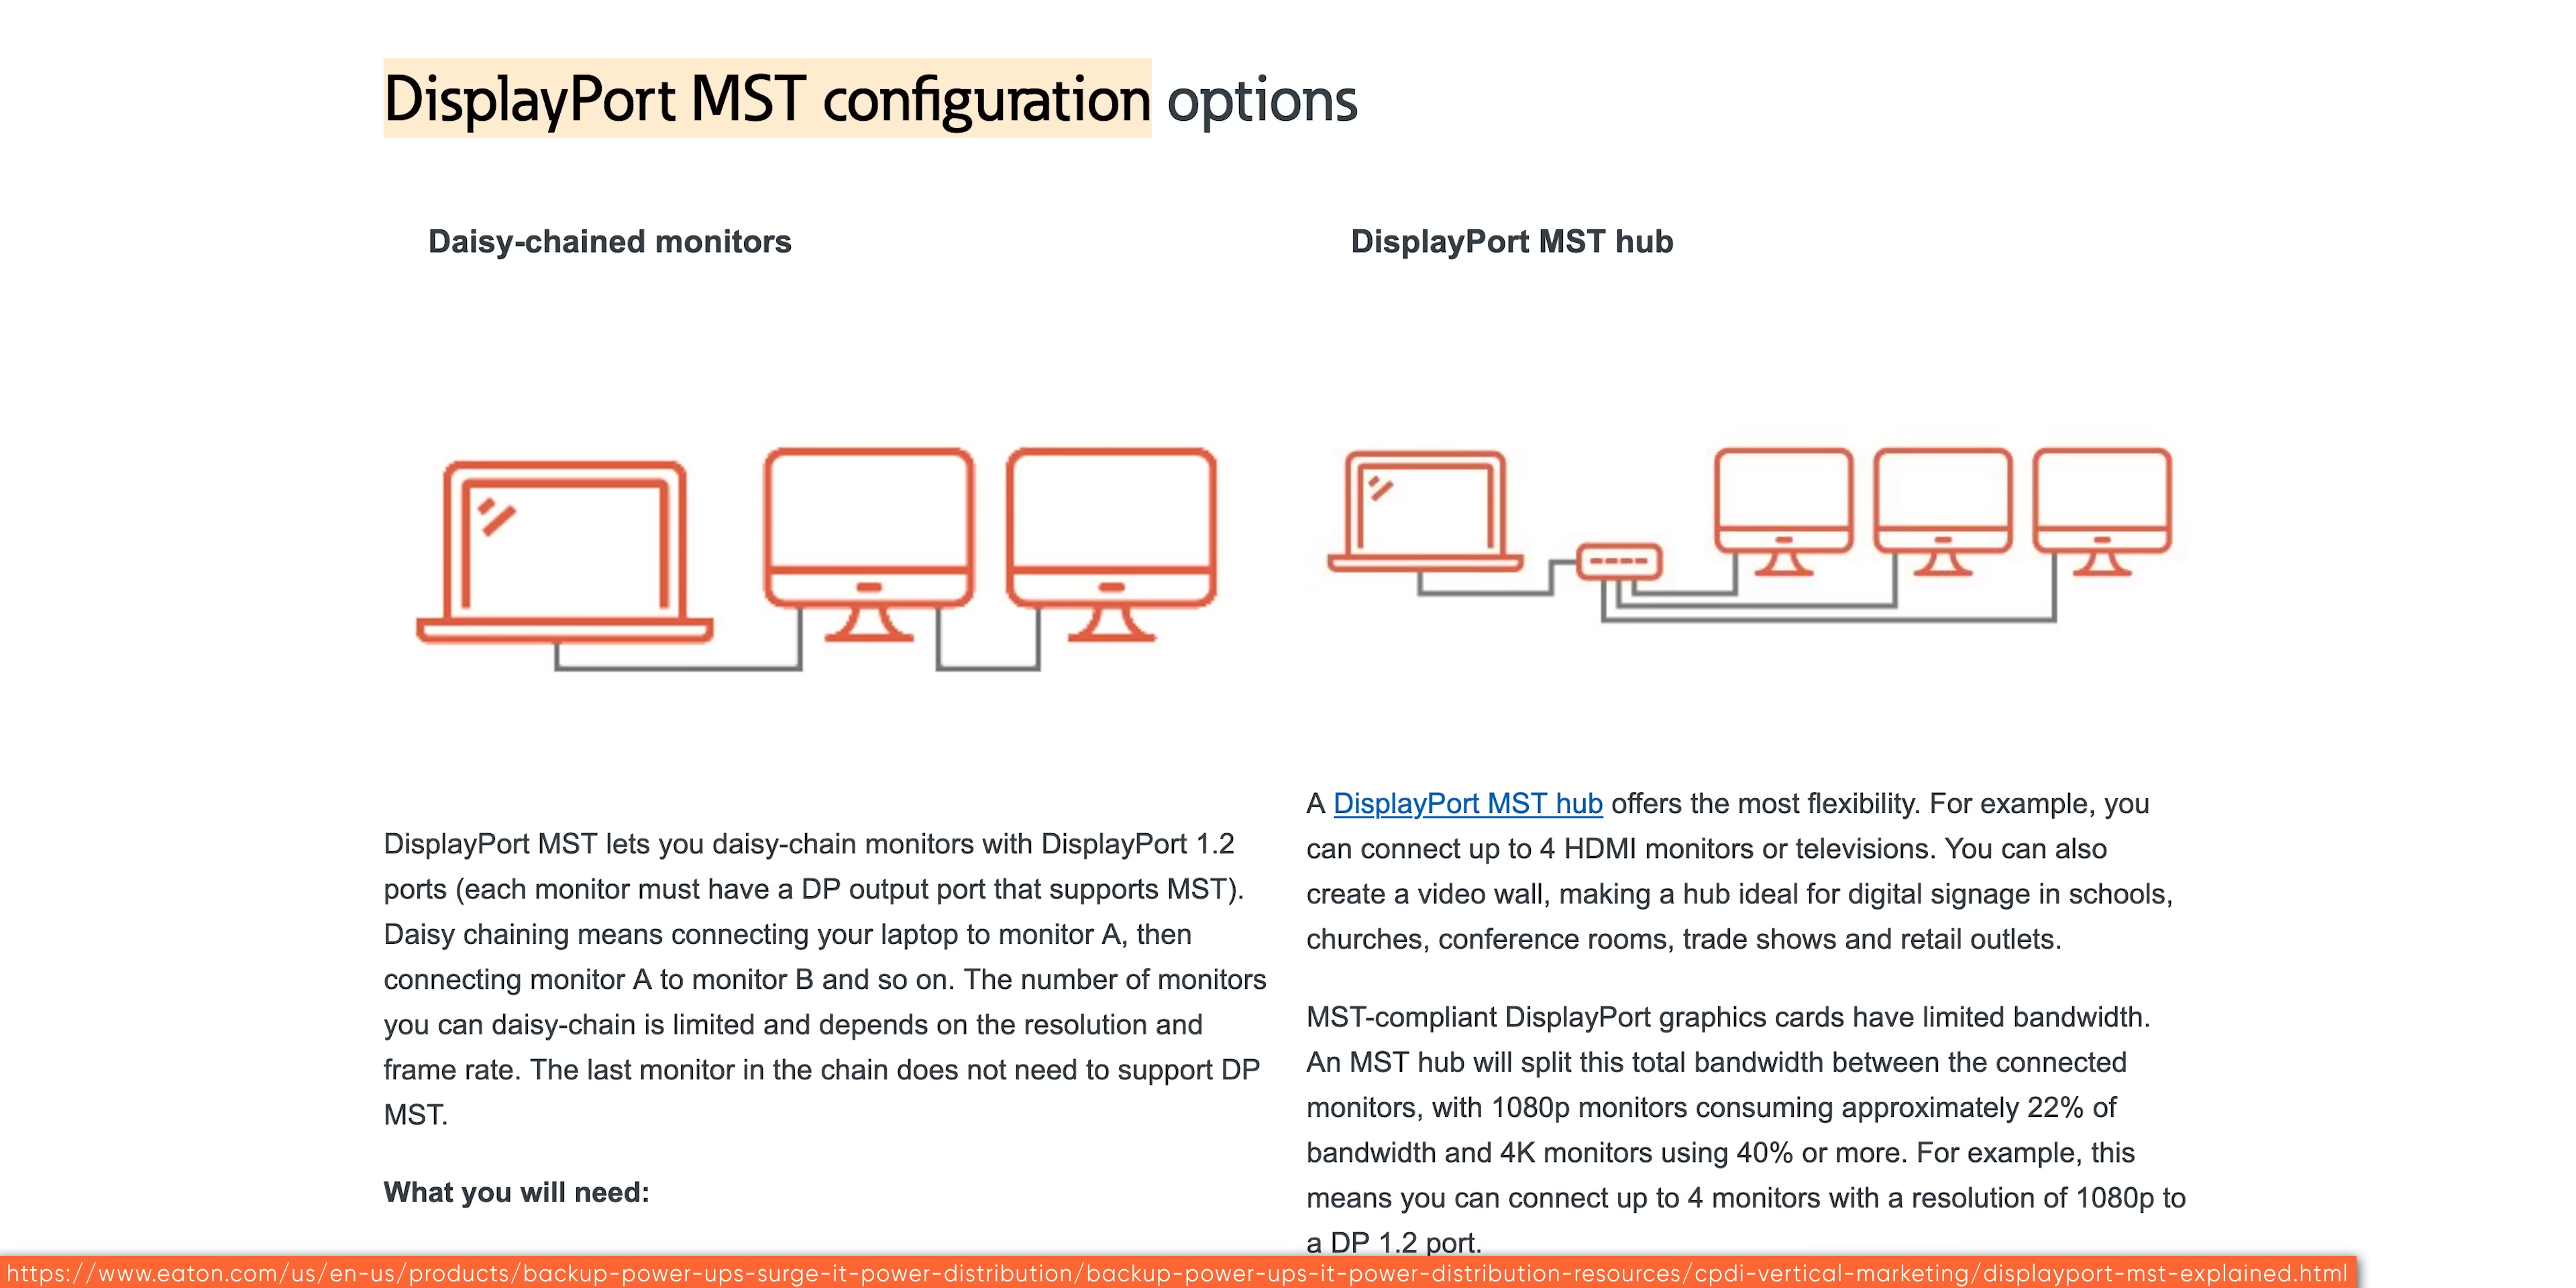 DisplayPort MST configuration options
Daisy-chained monitors
DisplayPort MST lets you daisy-chain monitors with DisplayPort 1.2
ports (each monitor must have a DP output port that supports MST).
Daisy chaining means connecting your laptop to monitor A, then
connecting monitor A to monitor B and so on. The number of monitors
you can daisy-chain is limited and depends on the resolution and
frame rate. The last monitor in the chain does not need to support DP
MST.
What you will need:
DisplayPort MST hub
A DisplayPort MST hub offers the most flexibility. For example, you
can connect up to 4 HDMI monitors or televisions. You can also
create a video wall, making a hub ideal for digital signage in schools,
churches, conference rooms, trade shows and retail outlets.
MST-compliant DisplayPort graphics cards have limited bandwidth.
An MST hub will split this total bandwidth between the connected
monitors, with 1080p monitors consuming approximately 22% of
bandwidth and 4K monitors using 40% or more. For example, this
means you can connect up to 4 monitors with a resolution of 1080p to
a DP 1.2 port.
https://www.eaton.com/us/en-us/products/backup-power-ups-surge-it-power-distribution/backup-power-ups-it-power-distribution-resources/cpdi-vertical-marketing/displayport-mst-explained.html